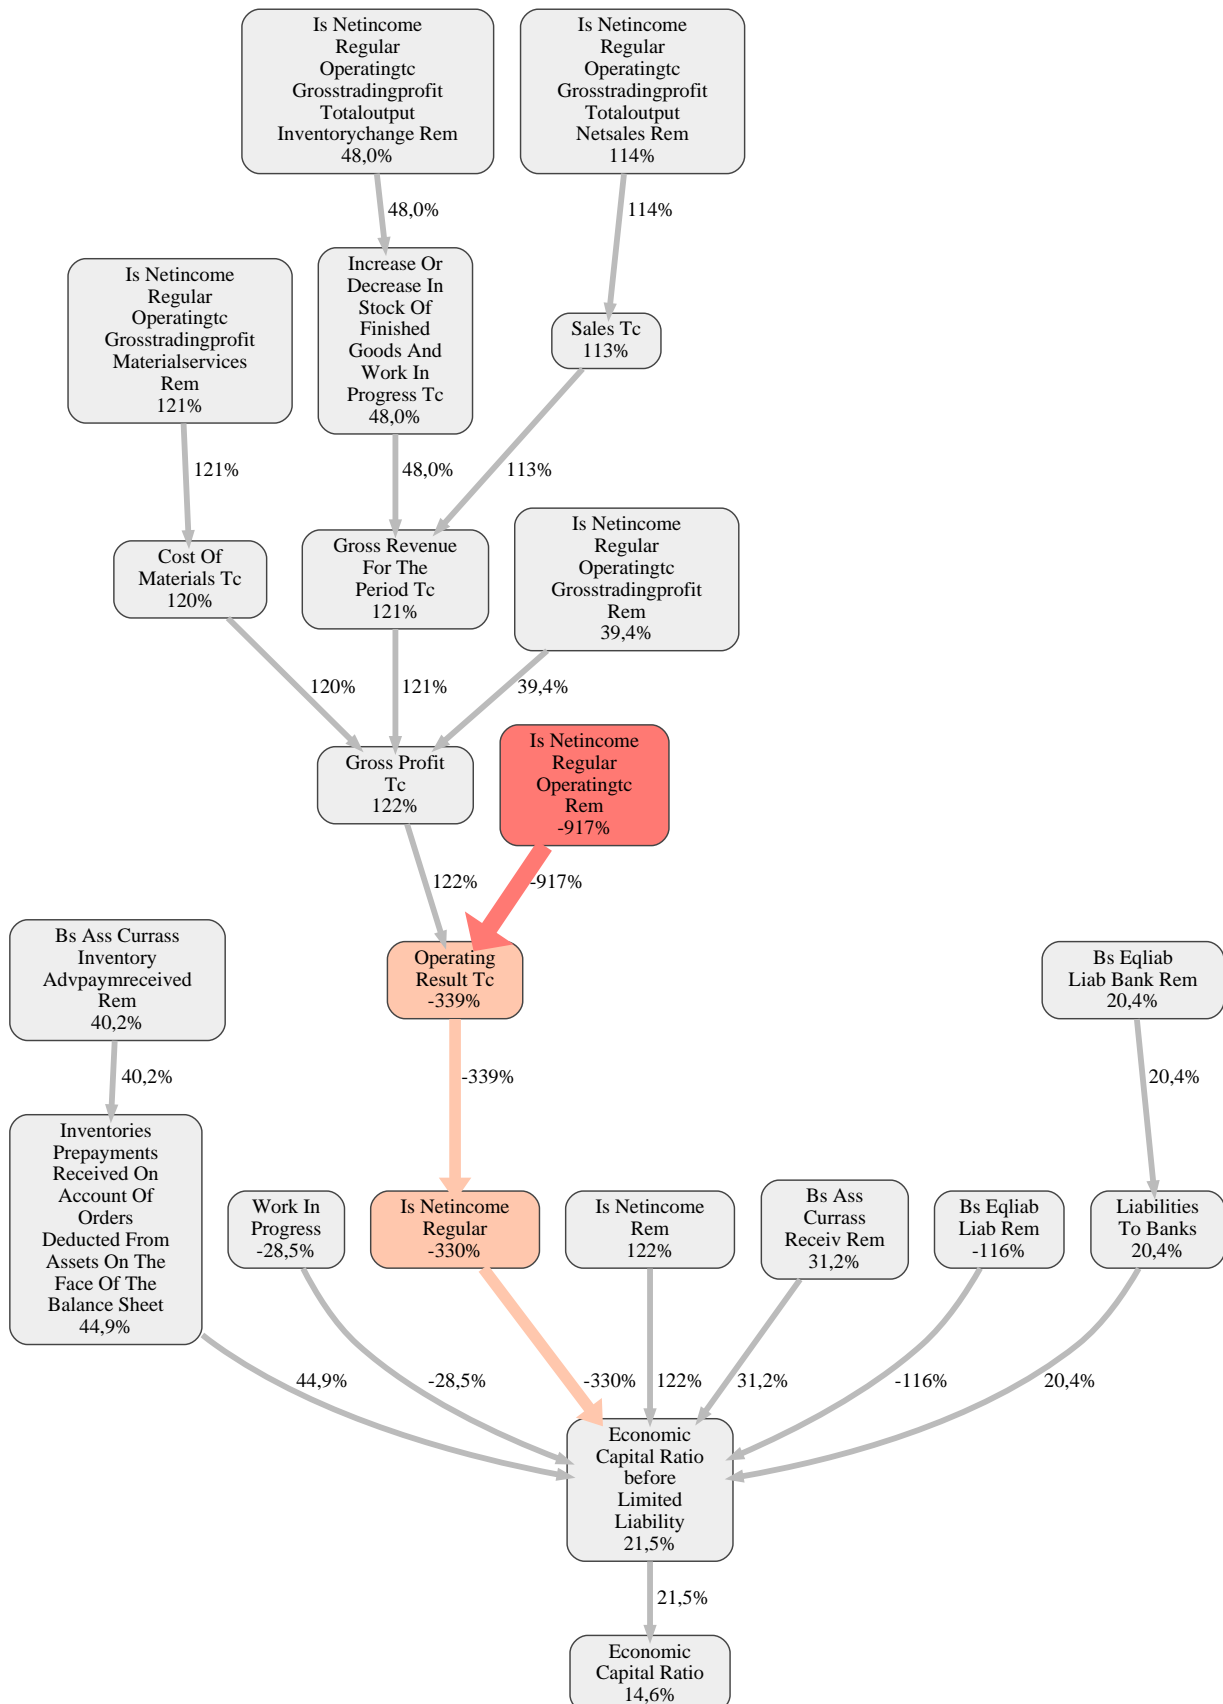 Is Netincome
Regular
Operatingtc
Grosstradingprofit
Totaloutput
Inventorychange Rem
48,0%
Is Netincome
Regular
Operatingtc
Grosstradingprofit
Totaloutput
Netsales Rem
114%
48,0%
114%
Is Netincome
Regular
Operatingtc
Grosstradingprofit
Materialservices
Rem
121%
Increase Or
Decrease In
Stock Of
Finished
Goods And
Work In
Progress Tc
48,0%
Sales Tc
113%
121%
48,0%
113%
Cost Of
Materials Tc
120%
Gross Revenue
For The
Period Tc
121%
Is Netincome
Regular
Operatingtc
Grosstradingprofit
Rem
39,4%
120%
121%
39,4%
Gross Profit
Tc
122%
Is Netincome
Regular
Operatingtc
Rem
-917%
122%
-917%
Bs Ass Currass
Inventory
Advpaymreceived
Rem
40,2%
Operating
Result Tc
-339%
Bs Eqliab
Liab Bank Rem
20,4%
40,2%
-339%
20,4%
Inventories
Prepayments
Received On
Account Of
Orders
Deducted From
Assets On The
Face Of The
Balance Sheet
44,9%
Work In
Progress
-28,5%
Is Netincome
Regular
-330%
Is Netincome
Rem
122%
Bs Ass
Currass
Receiv Rem
31,2%
Bs Eqliab
Liab Rem
-116%
Liabilities
To Banks
20,4%
44,9%
-28,5%
-330%
122%
31,2%
-116%
20,4%
Economic
Capital Ratio
before
Limited
Liability
21,5%
21,5%
Economic
Capital Ratio
14,6%